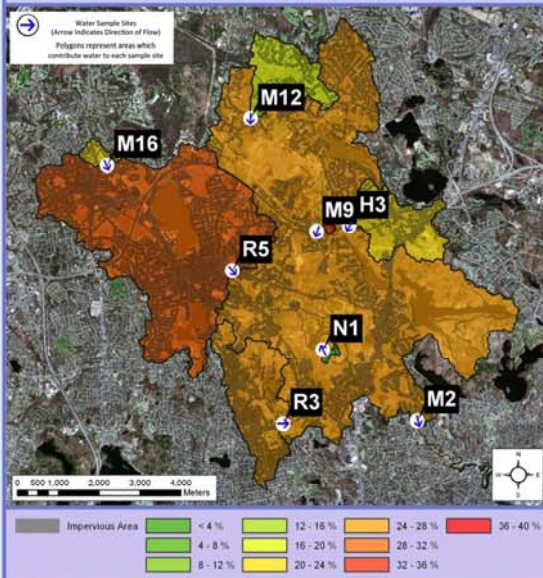 Water Sample Sites
(Arrow Indicates Direction of Flow)
Polygons represent areas which
contribute water to each sample site
M12
M16
M9
H3
R5
N1
R3
M2
0 500 1,000 2,000 3,000 4,000
Meters
N
W E
S
Impervious Area
< 4 %
12 - 16 %
24 - 28 %
36 - 40 %
4 - 8 %
16 - 20 %
28 - 32 %
8 - 12 %
20 - 24 %
32 - 36 %